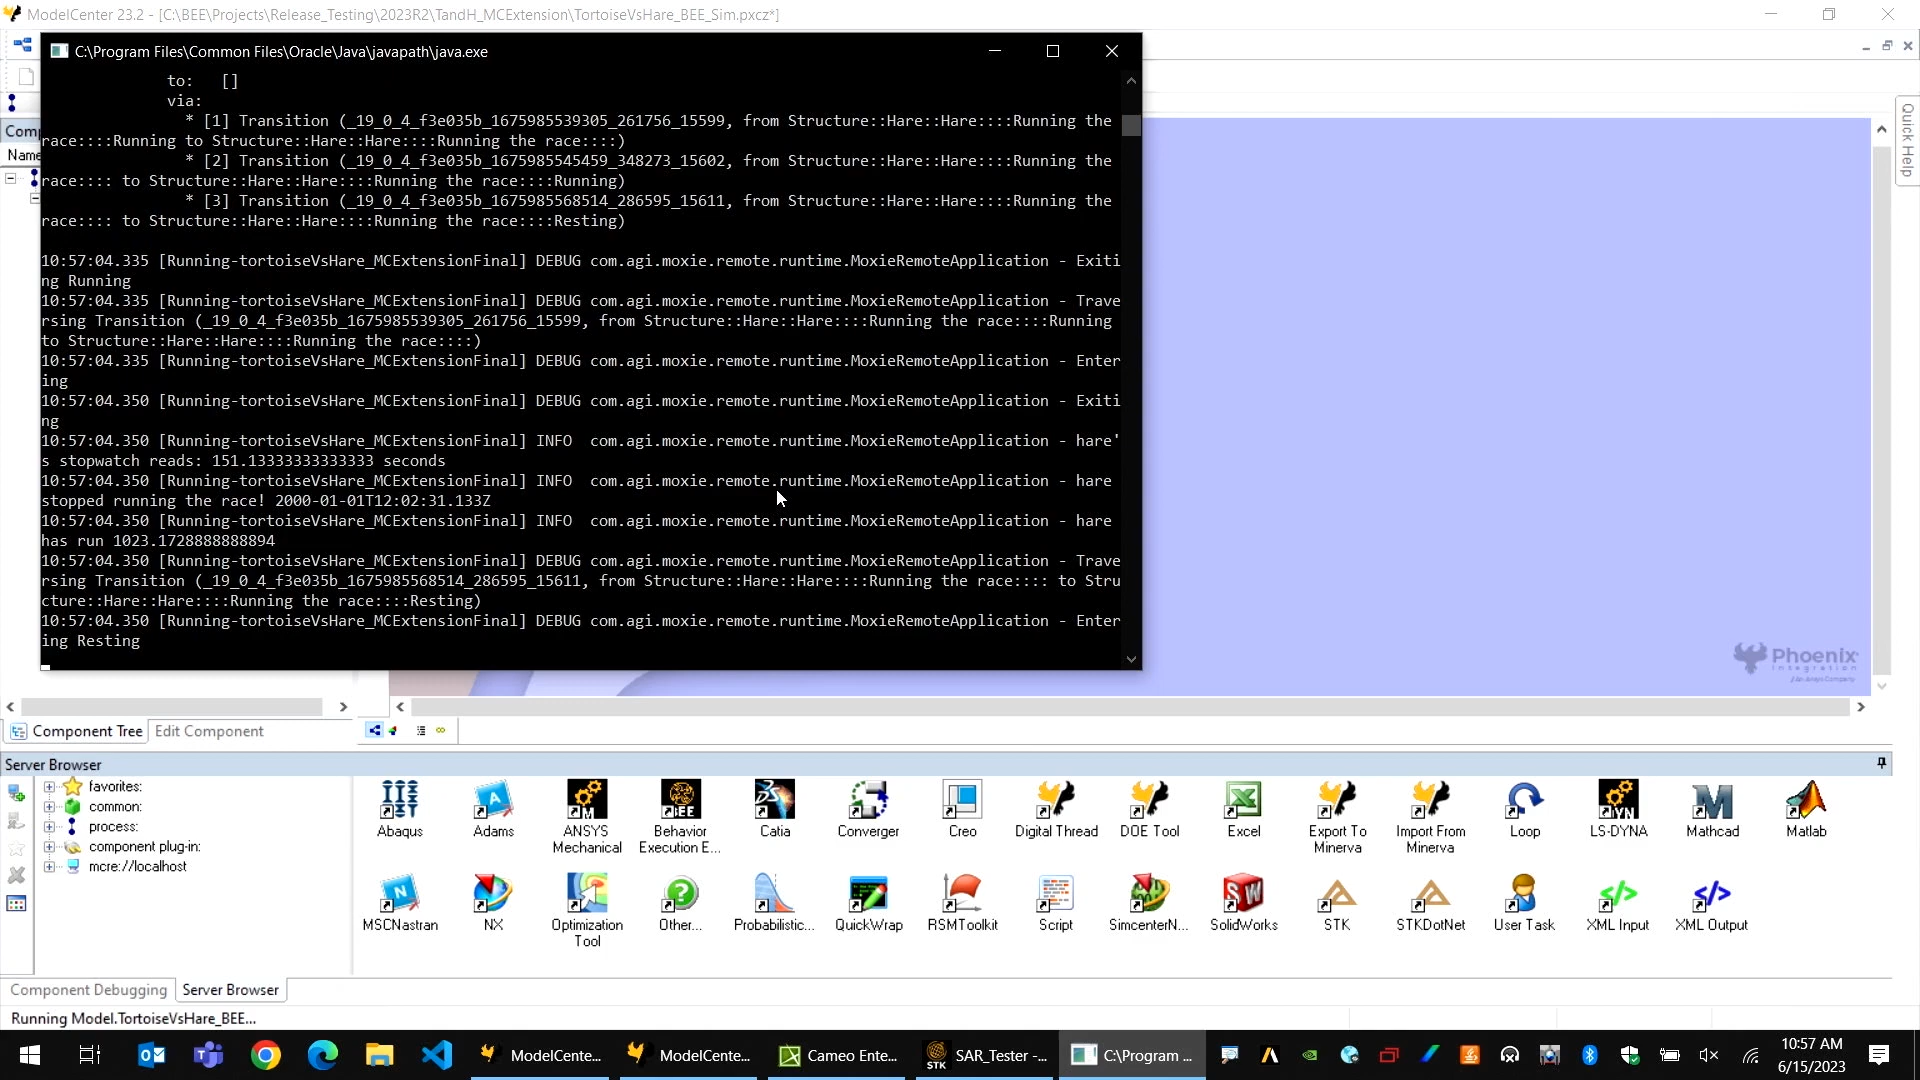 ModelCenter 23.2 - [C:\BEE\Projects\Release_Testing\2023R2\TandH_MCExtension\TortoiseVsHare_BEE_Sim.pxcz*]
C:\Program Files\Common Files\Oracle\Java\javapath\java.exe
to:   []
via:
* [1] Transition (_19_0_4_f3e035b_1675985539305_261756_15599, from Structure::Hare::Hare::::Running the
race::::Running to Structure::Hare::Hare::::Running the race::::)
* [2] Transition (_19_0_4_f3e035b_1675985545459_348273_15602, from Structure::Hare::Hare::::Running the
race:::: to Structure::Hare::Hare::::Running the race::::Running)
* [3] Transition (_19_0_4_f3e035b_1675985568514_286595_15611, from Structure::Hare::Hare::::Running the
race:::: to Structure::Hare::Hare::::Running the race::::Resting)
10:57:04.335 [Running-tortoiseVsHare_MCExtensionFinal] DEBUG com.agi.moxie.remote.runtime.MoxieRemoteApplication - Exiti
ng Running
10:57:04.335 [Running-tortoiseVsHare_MCExtensionFinal] DEBUG com.agi.moxie.remote.runtime.MoxieRemoteApplication - Trave
rsing Transition (_19_0_4_f3e035b_1675985539305_261756_15599, from Structure::Hare::Hare::::Running the race::::Running
to Structure::Hare::Hare::::Running the race::::)
10:57:04.335 [Running-tortoiseVsHare_MCExtensionFinal] DEBUG com.agi.moxie.remote.runtime.MoxieRemoteApplication - Enter
ing
10:57:04.350 [Running-tortoiseVsHare_MCExtensionFinal] DEBUG com.agi.moxie.remote.runtime.MoxieRemoteApplication - Exiti
ng
10:57:04.350 [Running-tortoiseVsHare_MCExtensionFinal] INFO  com.agi.moxie.remote.runtime.MoxieRemoteApplication - hare'
s stopwatch reads: 151.13333333333333 seconds
10:57:04.350 [Running-tortoiseVsHare_MCExtensionFinal] INFO  com.agi.moxie.remote.runtime.MoxieRemoteApplication - hare
stopped running the race! 2000-01-01T12:02:31.133Z
10:57:04.350 [Running-tortoiseVsHare_MCExtensionFinal] INFO  com.agi.moxie.remote.runtime.MoxieRemoteApplication - hare
has run 1023.1728888888894
10:57:04.350 [Running-tortoiseVsHare_MCExtensionFinal] DEBUG com.agi.moxie.remote.runtime.MoxieRemoteApplication - Trave
rsing Transition (_19_0_4_f3e035b_1675985568514_286595_15611, from Structure::Hare::Hare::::Running the race:::: to Stru
cture::Hare::Hare::::Running the race::::Resting)
10:57:04.350 [Running-tortoiseVsHare_MCExtensionFinal] DEBUG com.agi.moxie.remote.runtime.MoxieRemoteApplication - Enter
ing Resting
Comp
Name
Quick Help
Phoenix
Integration
/ An Ansys Company
Component Tree
Edit Component
Server Browser
favorites:
common:
process:
component plug-in:
mcre://localhost
Abaqus
Adams
ANSYS
Mechanical
Behavior
Execution E...
Catia
Converger
Creo
Digital Thread
DOE Tool
Excel
Export To
Minerva
Import From
Minerva
Loop
LS-DYNA
Mathcad
Matlab
MSCNastran
NX
Optimization
Tool
Other...
Probabilistic...
QuickWrap
RSMToolkit
Script
SimcenterN...
SolidWorks
STK
STKDotNet
User Task
XML Input
XML Output
Component Debugging
Server Browser
Running Model.TortoiseVsHare_BEE...
ModelCente...
ModelCente...
Cameo Ente...
STK
SAR_Tester -...
C:\Program ...
10:57 AM
6/15/2023